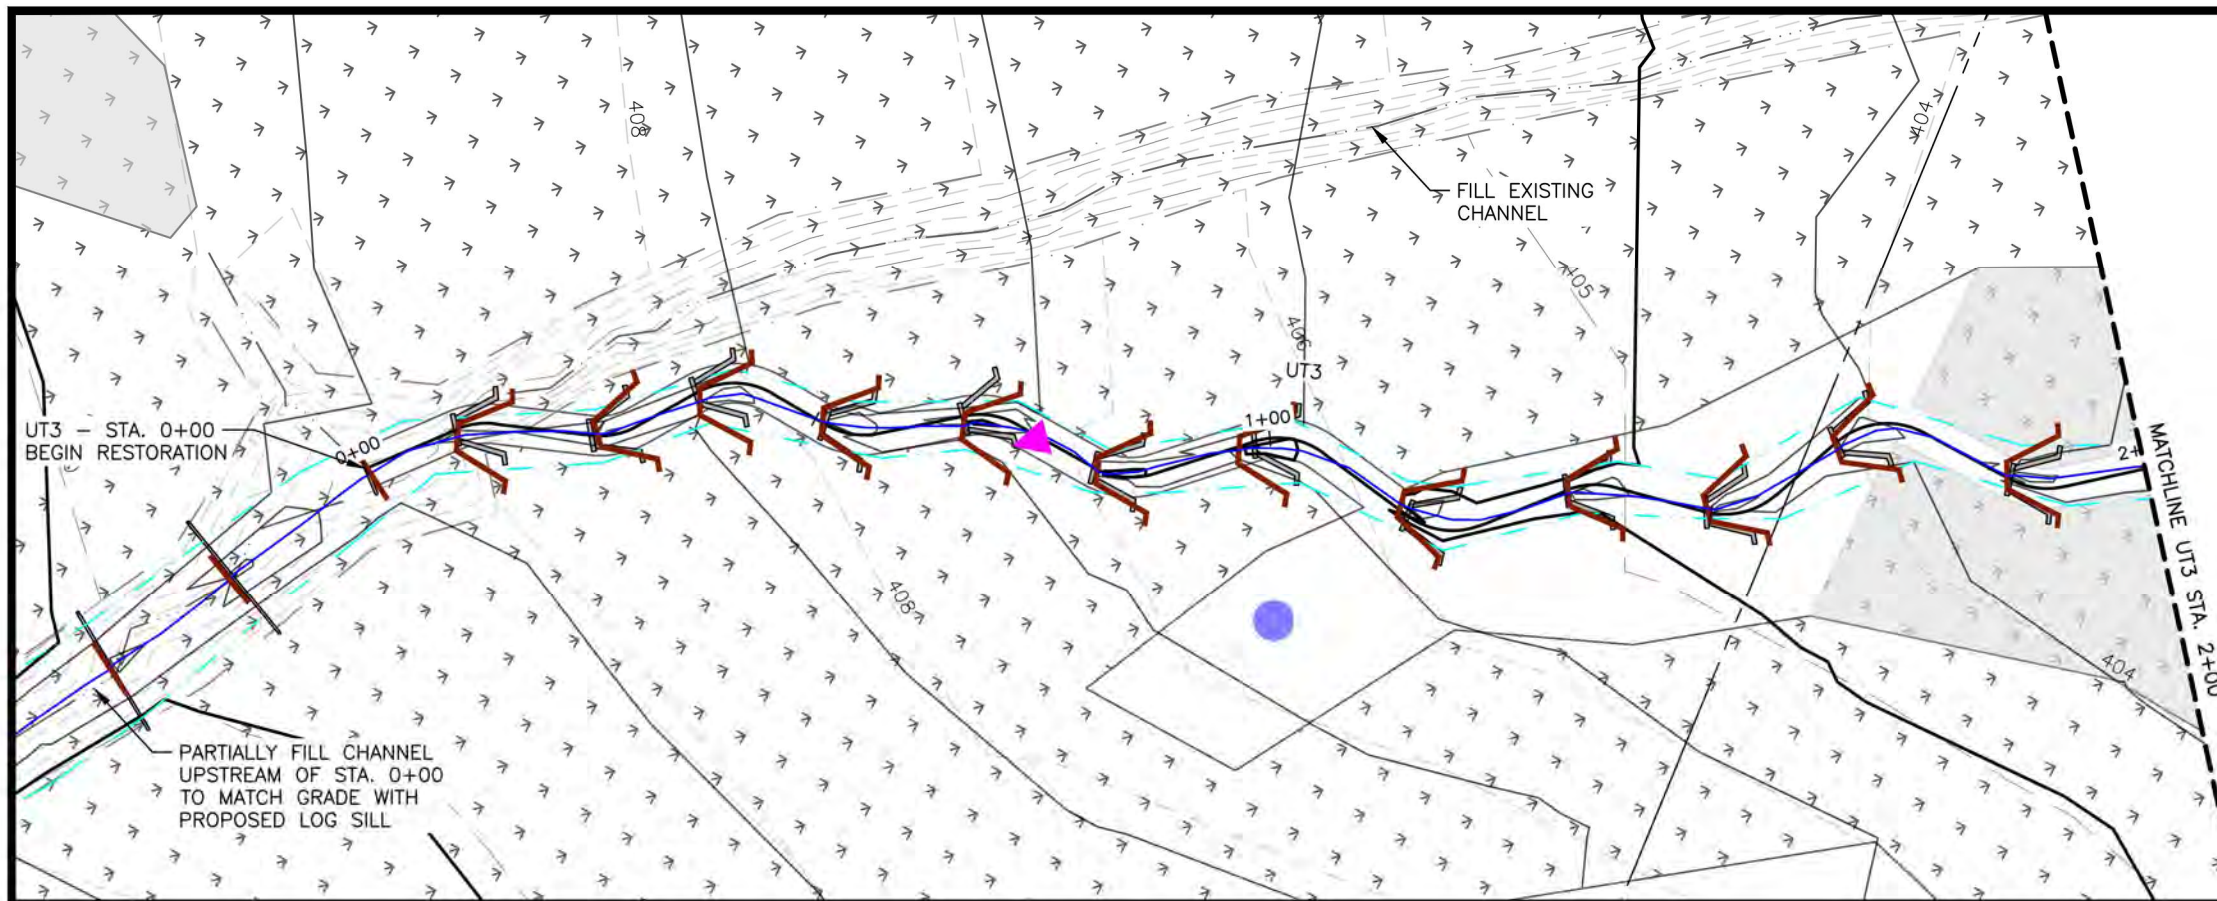 408
404
FILL EXISTING
CHANNEL
405
406
UT3
1+00
UT3 – STA. 0+00
BEGIN RESTORATION
0+00
2+
MATCHLINE UT3 STA. 2+00
408
404
PARTIALLY FILL CHANNEL
UPSTREAM OF STA. 0+00
TO MATCH GRADE WITH
PROPOSED LOG SILL